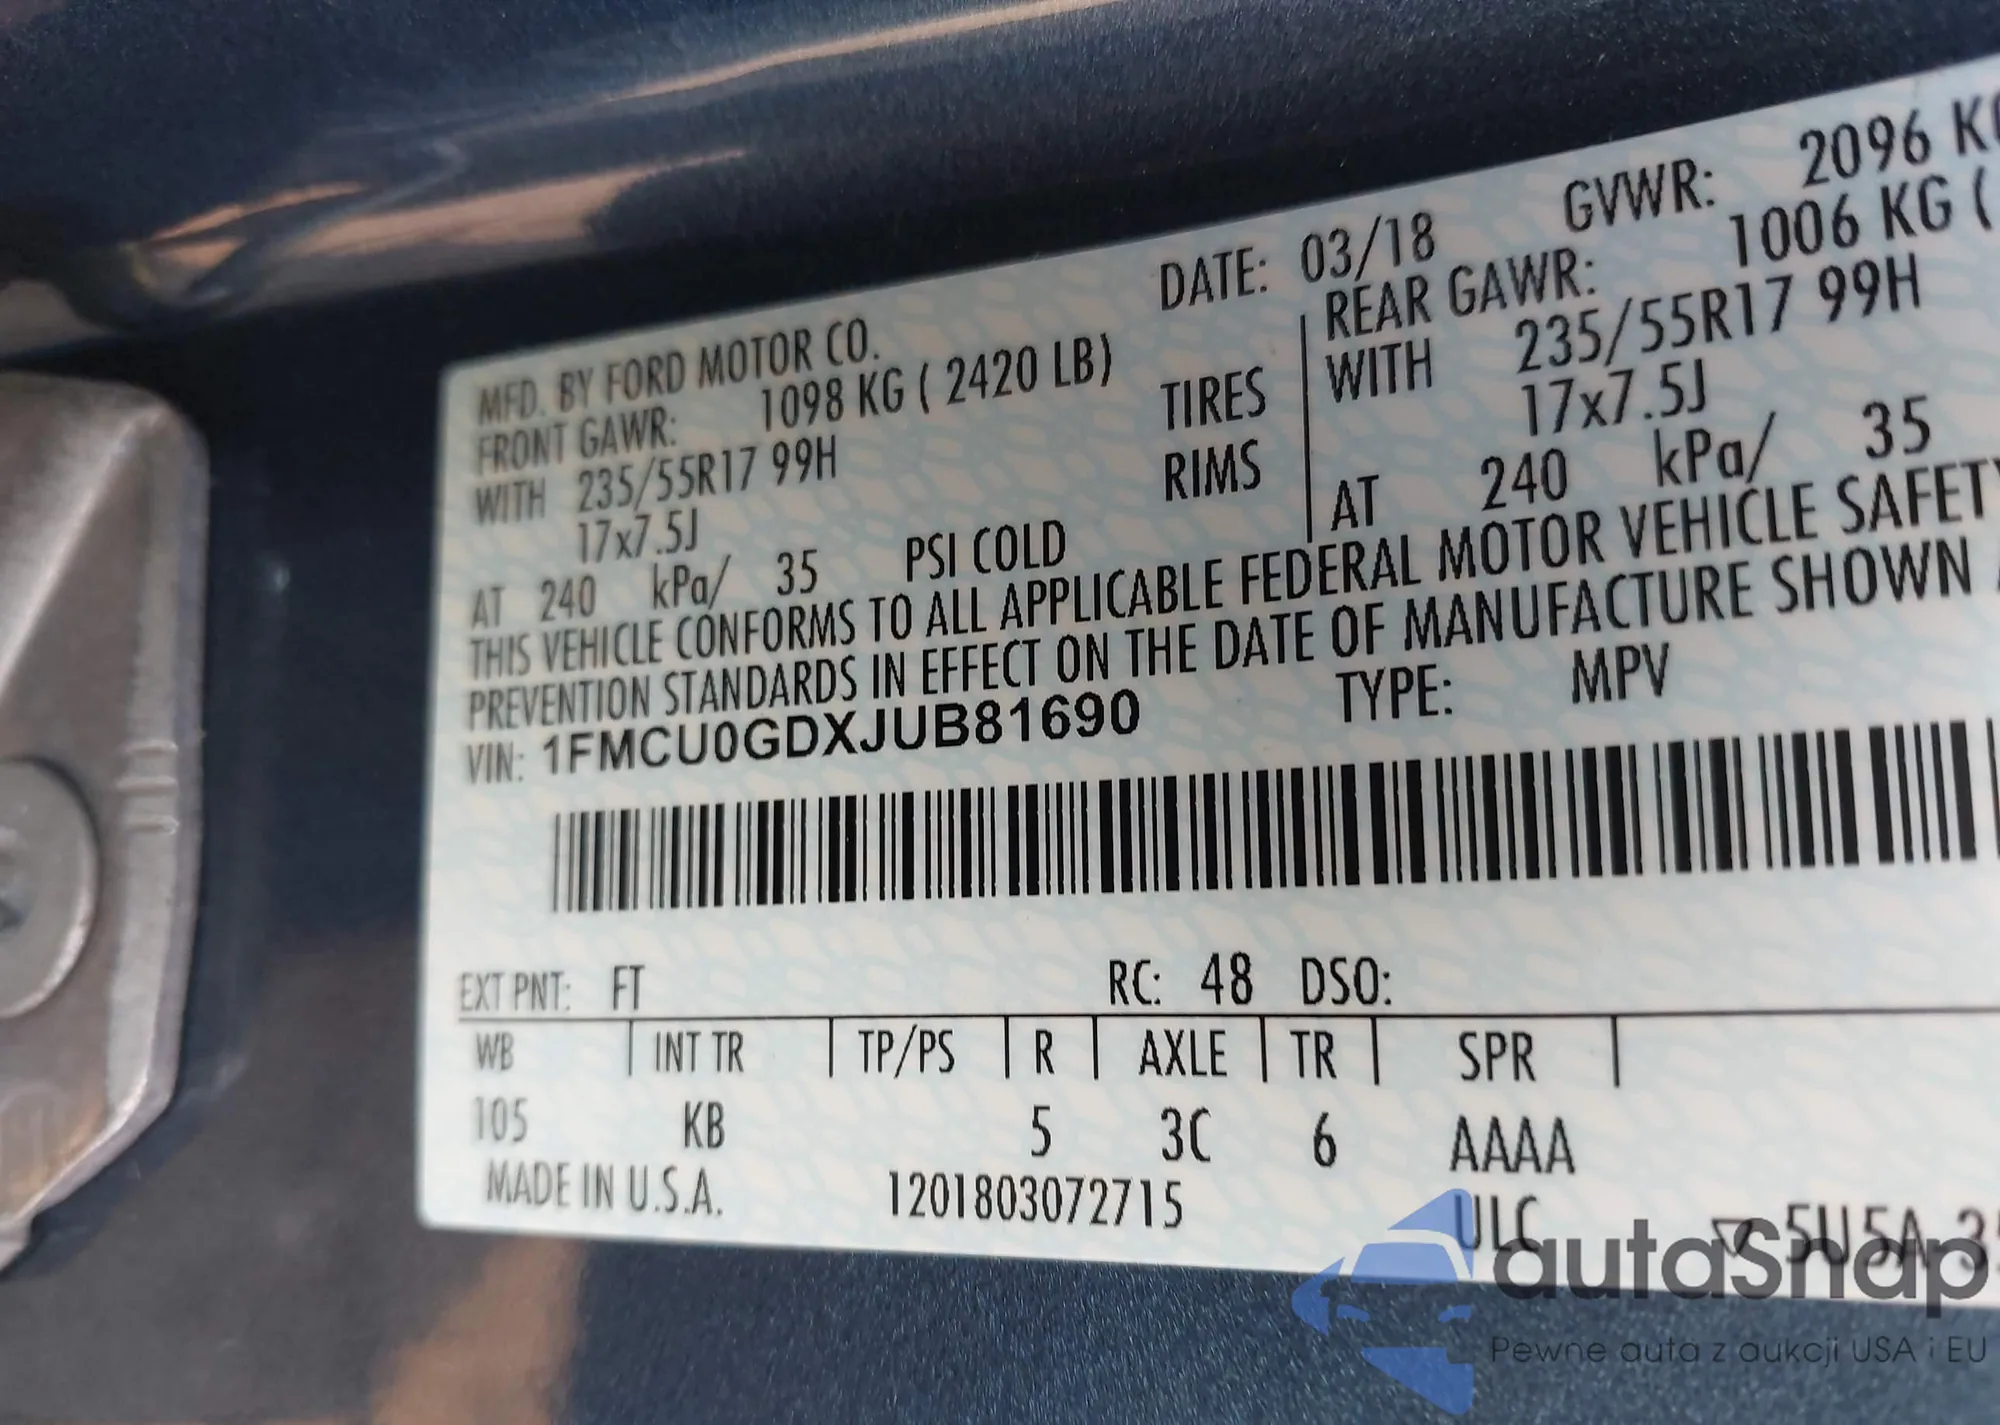 MFD. BY FORD MOTOR CO. DATE: 03/18 GVWR: 2096 KG
FRONT GAWR: 1098 KG ( 2420 LB) REAR GAWR: 1006 KG (
WITH 235/55R17 99H TIRES WITH 235/55R17 99H
17x7.5J RIMS 17x7.5J
AT 240 kPa/ 35 PSI COLD AT 240 kPa/ 35
THIS VEHICLE CONFORMS TO ALL APPLICABLE FEDERAL MOTOR VEHICLE SAFETY
PREVENTION STANDARDS IN EFFECT ON THE DATE OF MANUFACTURE SHOWN
VIN: 1FMCU0GDXJUB81690 TYPE: MPV
EXT PNT: FT RC: 48 DSO:
WB INT TR TP/PS R AXLE TR SPR
105 KB 5 3C 6 AAAA
MADE IN U.S.A. 1201803072715 ULC
autaSnap
Pewne auta z aukcji USA i EU